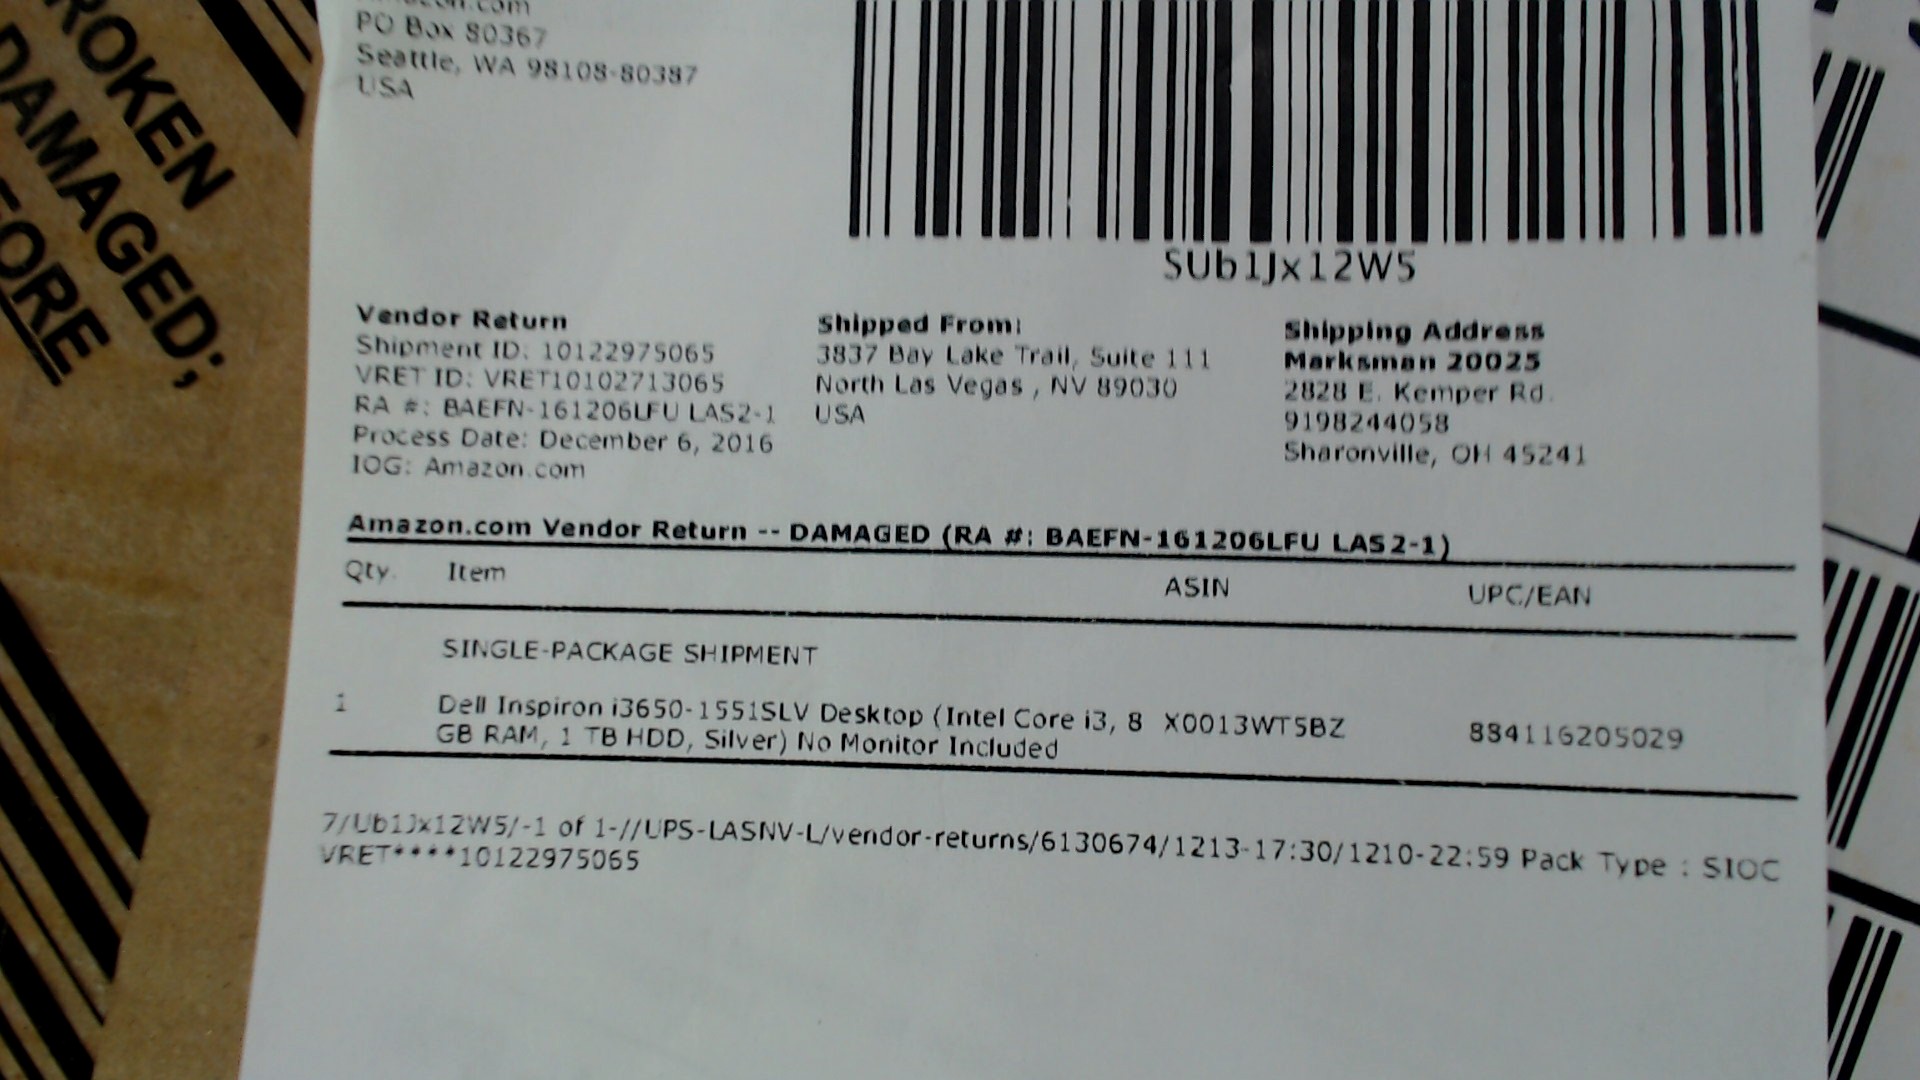 ROKEN
DAMAGED;
FORE
PO Box 80367
Seattle, WA 98108-80387
USA
SUb1Jx12W5
Vendor Return
Shipment ID: 10122975065
VRET ID: VRET10102713065
RA #: BAEFN-161206LFU LAS2-1
Process Date: December 6, 2016
IOG: Amazon.com
Shipped From:
3837 Bay Lake Trail, Suite 111
North Las Vegas , NV 89030
USA
Shipping Address
Marksman 20025
2828 E. Kemper Rd.
9198244058
Sharonville, OH 45241
Amazon.com Vendor Return -- DAMAGED (RA #: BAEFN-161206LFU LAS2-1)
Qty. Item ASIN UPC/EAN
SINGLE-PACKAGE SHIPMENT
1 Dell Inspiron i3650-1551SLV Desktop (Intel Core i3, 8 X0013WT5BZ 884116205029
GB RAM, 1 TB HDD, Silver) No Monitor Included
7/Ub1Jx12W5/-1 of 1-//UPS-LASNV-L/vendor-returns/6130674/1213-17:30/1210-22:59 Pack Type : SIOC
VRET****10122975065